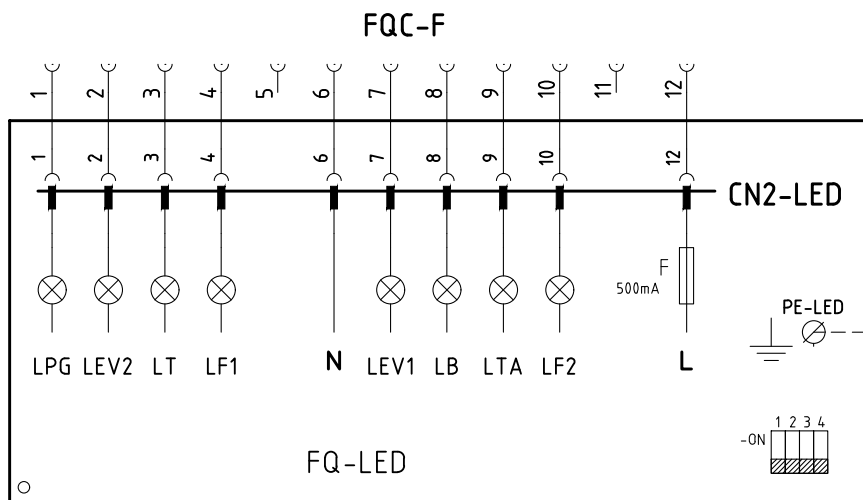 FQC-F
1 2 3 4 5 6 7 8 9 10 11 12
1 2 3 4 6 7 8 9 10 12
CN2-LED
F
500mA
PE-LED
LPG LEV2 LT LF1 N LEV1 LB LTA LF2 L
1 2 3 4
-ON
FQ-LED